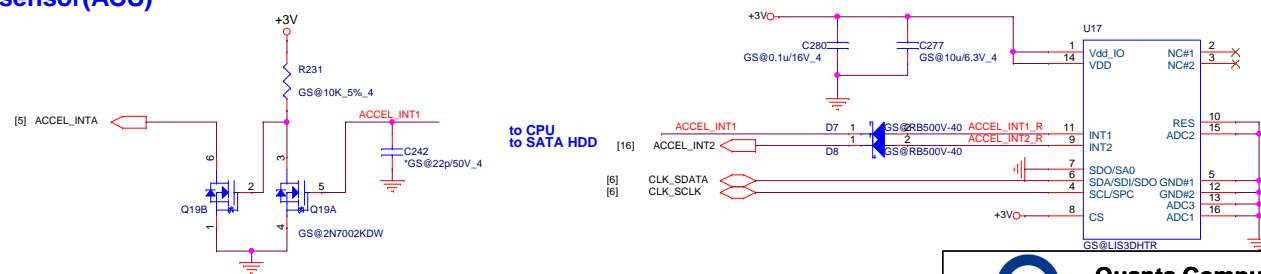 sensor(ACS)
+3V
R231
GS@10K_5%_4
[5] ACCEL_INTA
ACCEL_INT1
C242
*GS@22p/50V_4
6
2
3
5
Q19B
Q19A
1
4
GS@2N7002KDW
to CPU
to SATA HDD
+3V
C280
GS@0.1u/16V_4
C277
GS@10u/6.3V_4
ACCEL_INT1
D7
1
2
GS@RB500V-40
ACCEL_INT1_R
[16] ACCEL_INT2
D8
1
2
GS@RB500V-40
ACCEL_INT2_R
[6] CLK_SDATA
[6] CLK_SCLK
+3V
U17
1 Vdd_IO NC#1 2
14 VDD NC#2 3
RES 10
11 INT1 ADC2 15
9 INT2
7 SDO/SA0
6 SDA/SDI/SDO GND#1 5
4 SCL/SPC GND#2 12
ADC3 13
8 CS ADC1 16
GS@LIS3DHTR